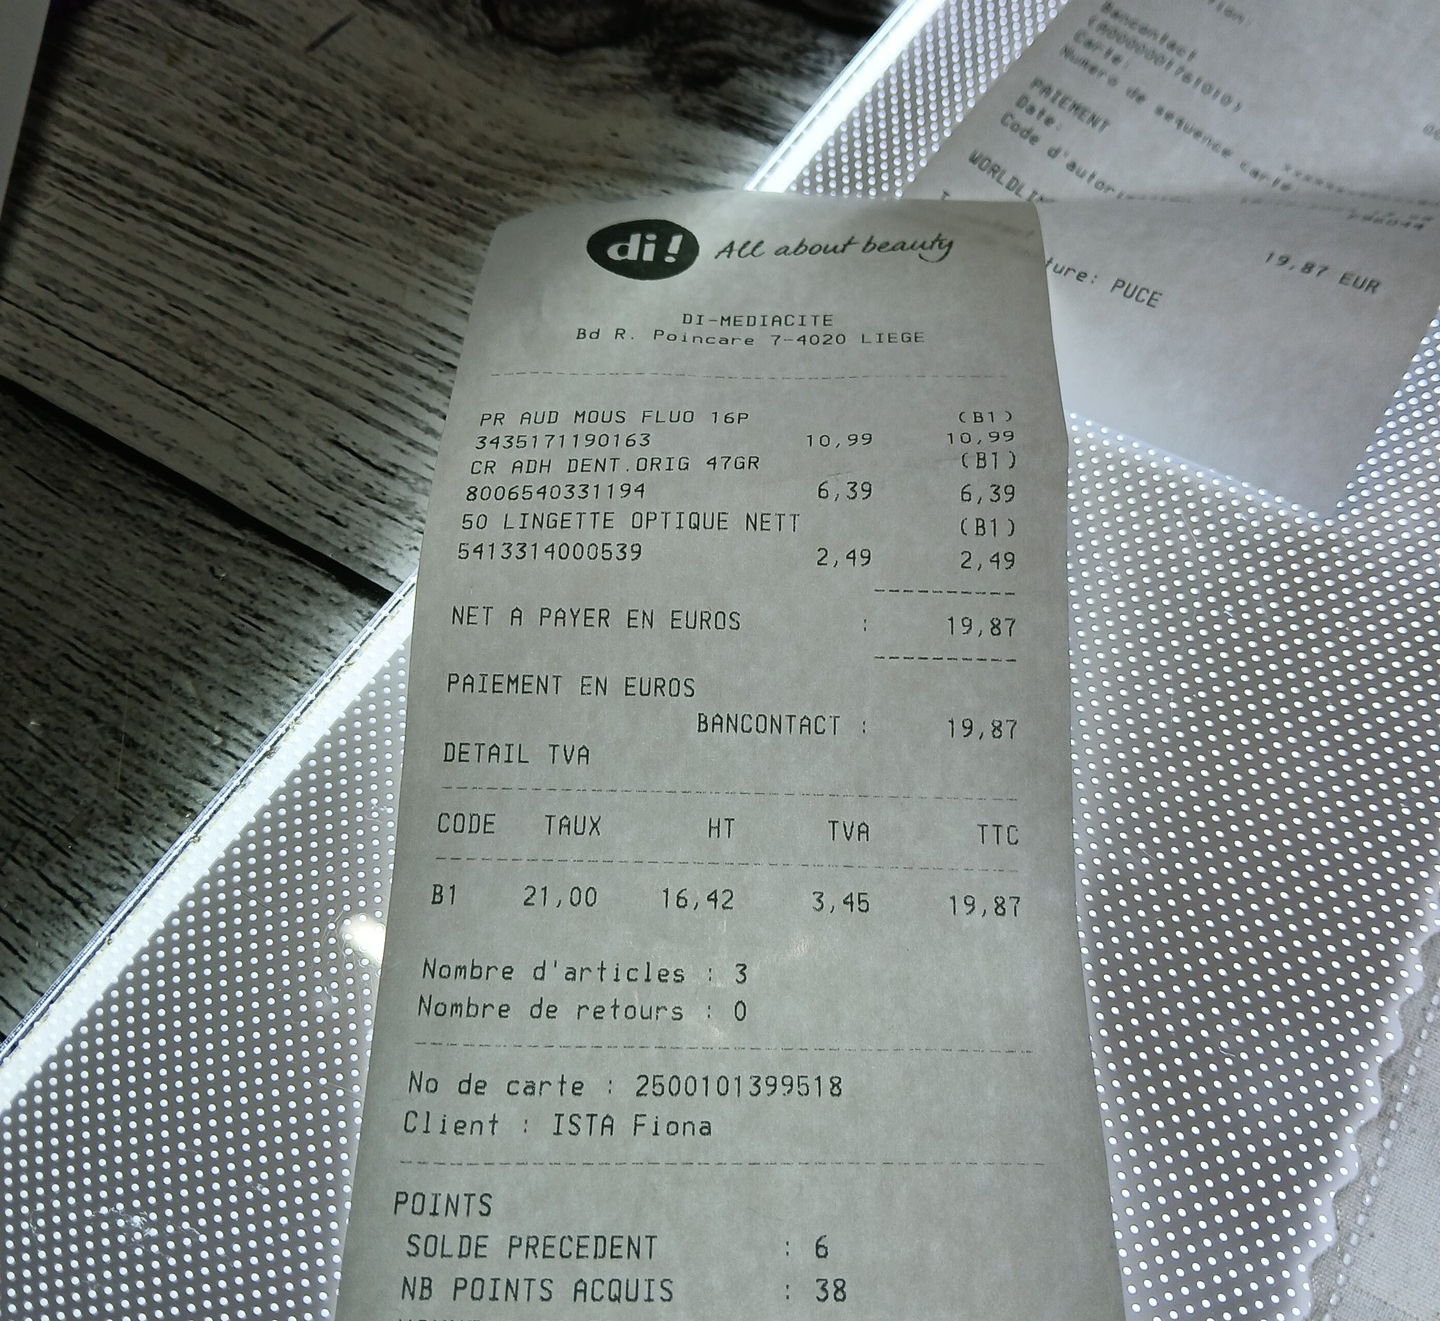 di! All about beauty
DI-MEDIACITE
Bd R. Poincare 7-4020 LIEGE
PR AUD MOUS FLUO 16P (B1)
3435171190163 10,99 10,99
CR ADH DENT.ORIG 47GR (B1)
8006540331194 6,39 6,39
50 LINGETTE OPTIQUE NETT (B1)
5413314000539 2,49 2,49
NET A PAYER EN EUROS : 19,87
PAIEMENT EN EUROS
BANCONTACT : 19,87
DETAIL TVA
CODE TAUX HT TVA TTC
B1 21,00 16,42 3,45 19,87
Nombre d'articles : 3
Nombre de retours : 0
No de carte : 2500101399518
Client : ISTA Fiona
POINTS
SOLDE PRECEDENT : 6
NB POINTS ACQUIS : 38
Bancontact
(A0000001761010)
Carte:
Numero de sequence carte
PAIEMENT
Date:
Code d'autori
WORLDLI
19,87 EUR
ture: PUCE